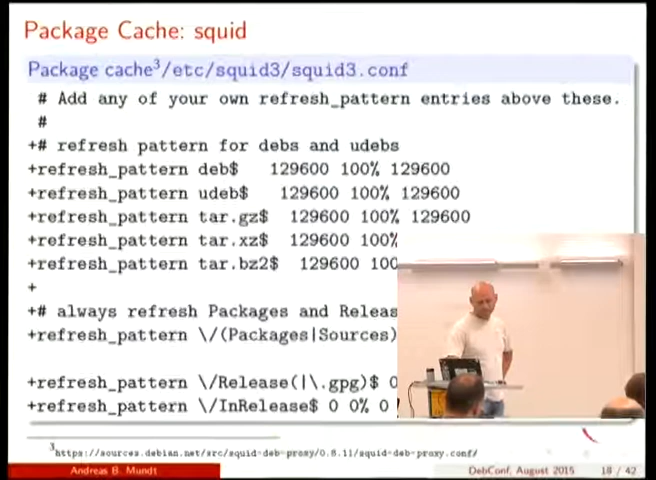 Package Cache: squid
Package cache3/etc/squid3/squid3.conf
# Add any of your own refresh_pattern entries above these.
#
+# refresh pattern for debs and udebs
+refresh_pattern deb$ 129600 100% 129600
+refresh_pattern udeb$ 129600 100% 129600
+refresh_pattern tar.gz$ 129600 100% 129600
+refresh_pattern tar.xz$ 129600 100%
+refresh_pattern tar.bz2$ 129600 100
+
+# always refresh Packages and Releas
+refresh_pattern \/(Packages|Sources)
+refresh_pattern \/Release(|\.gpg)$ 0
+refresh_pattern \/InRelease$ 0 0% 0
3https://sources.debian.net/src/squid-deb-proxy/0.8.11/squid-deb-proxy.conf/
Andreas B. Mundt
DebConf, August 2015
18 / 42